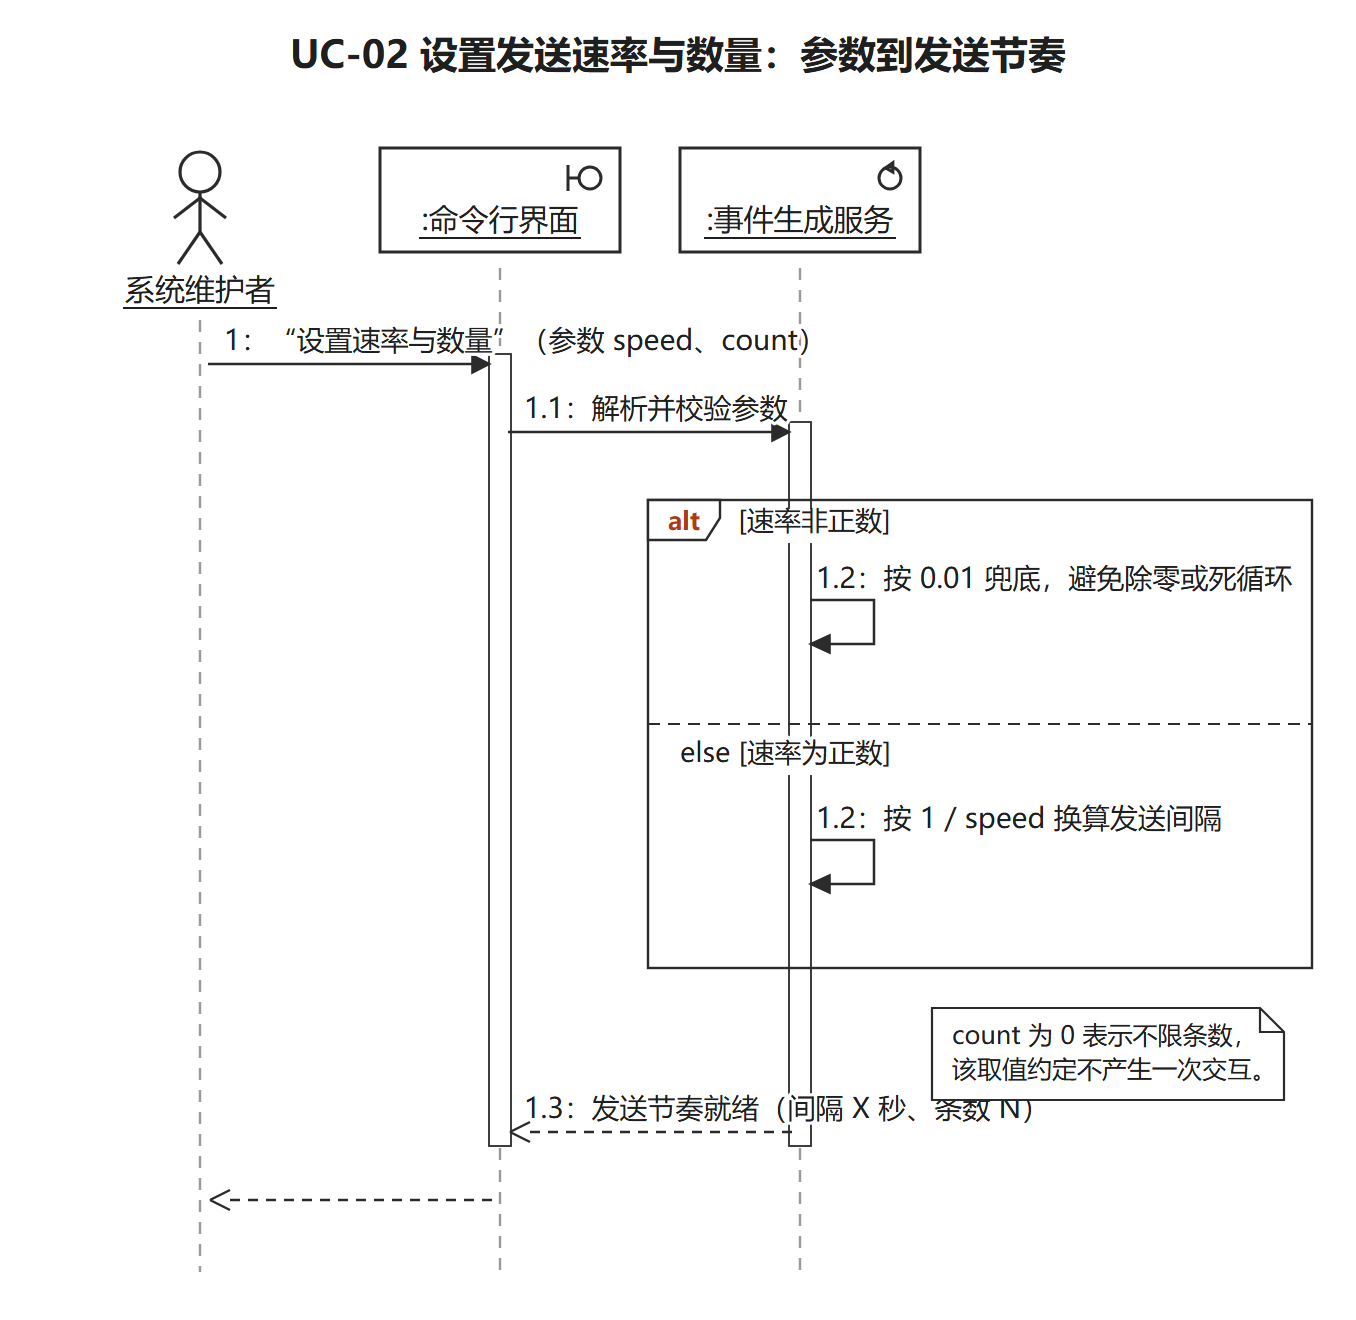 UC-02 设置发送速率与数量：参数到发送节奏
:命令行界面
:事件生成服务
系统维护者
1：“设置速率与数量”（参数 speed、count）
1.1：解析并校验参数
alt [速率非正数]
1.2：按 0.01 兜底，避免除零或死循环
else [速率为正数]
1.2：按 1 / speed 换算发送间隔
count 为 0 表示不限条数，
该取值约定不产生一次交互。
1.3：发送节奏就绪（间隔 X 秒、条数 N）